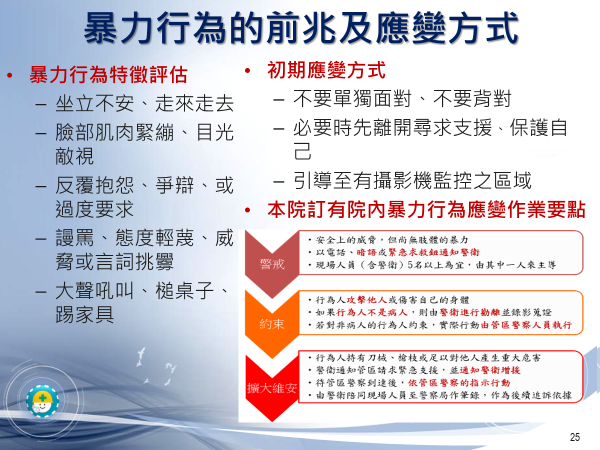 暴力行為的前兆及應變方式
• 暴力行為特徵評估
– 坐立不安、走來走去
– 臉部肌肉緊繃、目光
敵視
– 反覆抱怨、爭辯、或
過度要求
– 謾罵、態度輕蔑、威
脅或言詞挑釁
– 大聲吼叫、槌桌子、
踢家具
• 初期應變方式
– 不要單獨面對、不要背對
– 必要時先離開尋求支援、保護自
己
– 引導至有攝影機監控之區域
• 本院訂有院內暴力行為應變作業要點
警戒
• 安全上的威脅，但尚無肢體的暴力
• 以電話、暗語或緊急求救鈕通知警衛
• 現場人員（含警衛）5名以上為宜，由其中一人來主導
約束
• 行為人攻擊他人或傷害自己的身體
• 如果行為人不是病人，則由警衛進行勸離並錄影蒐證
• 若對非病人的行為人約束，實際行動由管區警察人員執行
擴大維安
• 行為人持有刀械、槍枝或足以對他人產生重大危害
• 警衛通知管區請求緊急支援，並通知警衛增援
• 待管區警察到達後，依管區警察的指示行動
• 由警衛陪同現場人員至警察局作筆錄，作為後續追訴依據
25